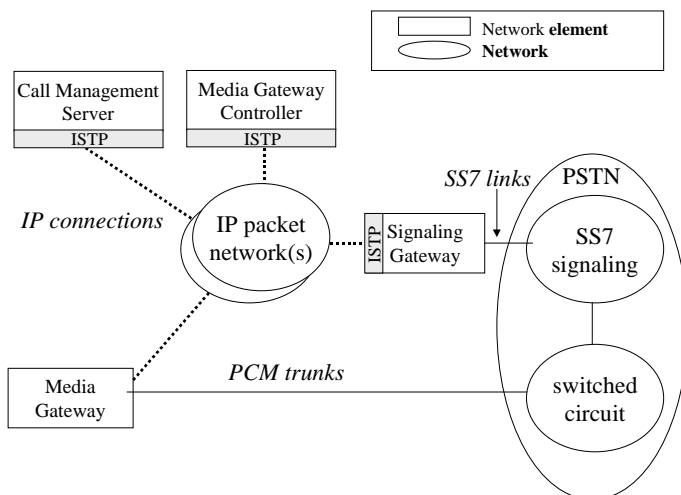 Network element
Network
Call Management
Server
ISTP
Media Gateway
Controller
ISTP
SS7 links
PSTN
IP connections
IP packet
network(s)
ISTP
Signaling
Gateway
SS7
signaling
Media
Gateway
PCM trunks
switched
circuit